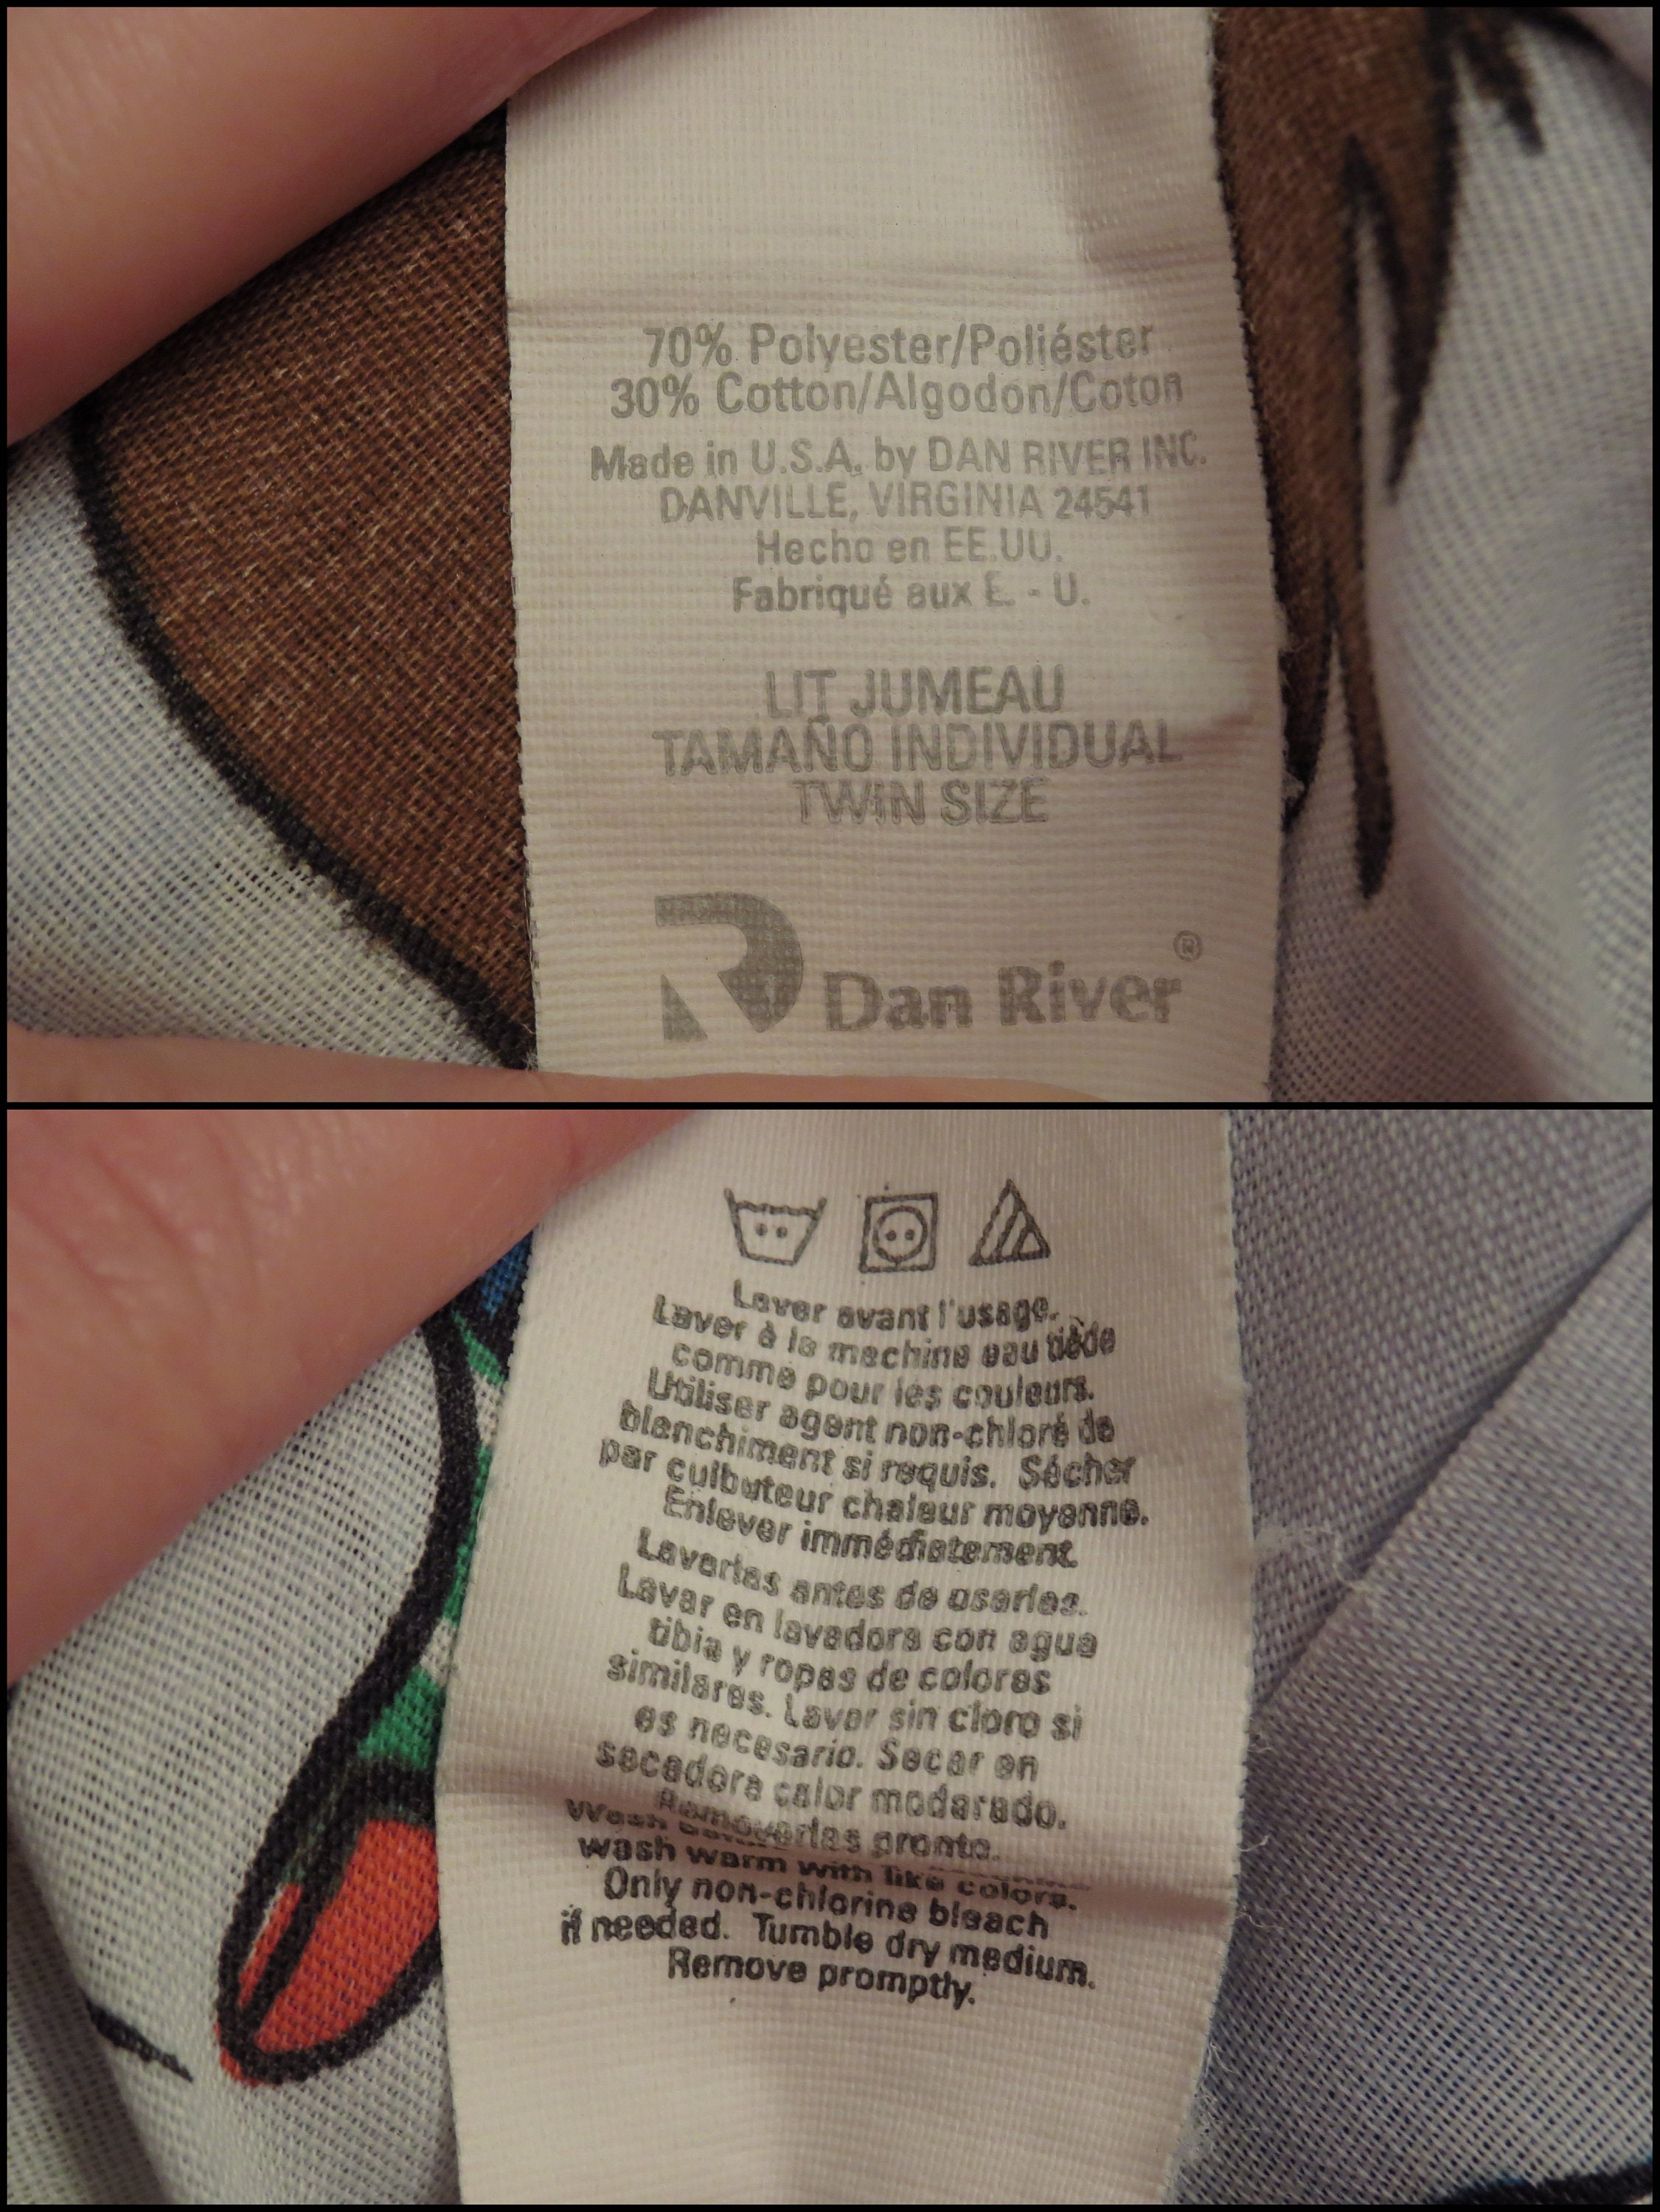 70% Polyester/Poliéster
30% Cotton/Algodon/Coton
Made in U.S.A. by DAN RIVER INC.
DANVILLE, VIRGINIA 24541
Hecho en EE.UU.
Fabriqué aux E. - U.
LIT JUMEAU
TAMAÑO INDIVIDUAL
TWIN SIZE
Dan River®
Laver avant l'usage.
Laver à la machine eau tiède
comme pour les couleurs.
Utiliser agent non-chloré de
blanchiment si requis. Sécher
par culbuteur chaleur moyenne.
Enlever immédiatement.
Lavarlas antes de usarlas.
Lavar en lavadora con agua
tibia y ropas de colores
similares. Lavar sin cloro si
es necesario. Secar en
secadora calor modarado.
Removerlas pronto.
Wash
wash warm with like colors.
Only non-chlorine bleach
if needed. Tumble dry medium.
Remove promptly.